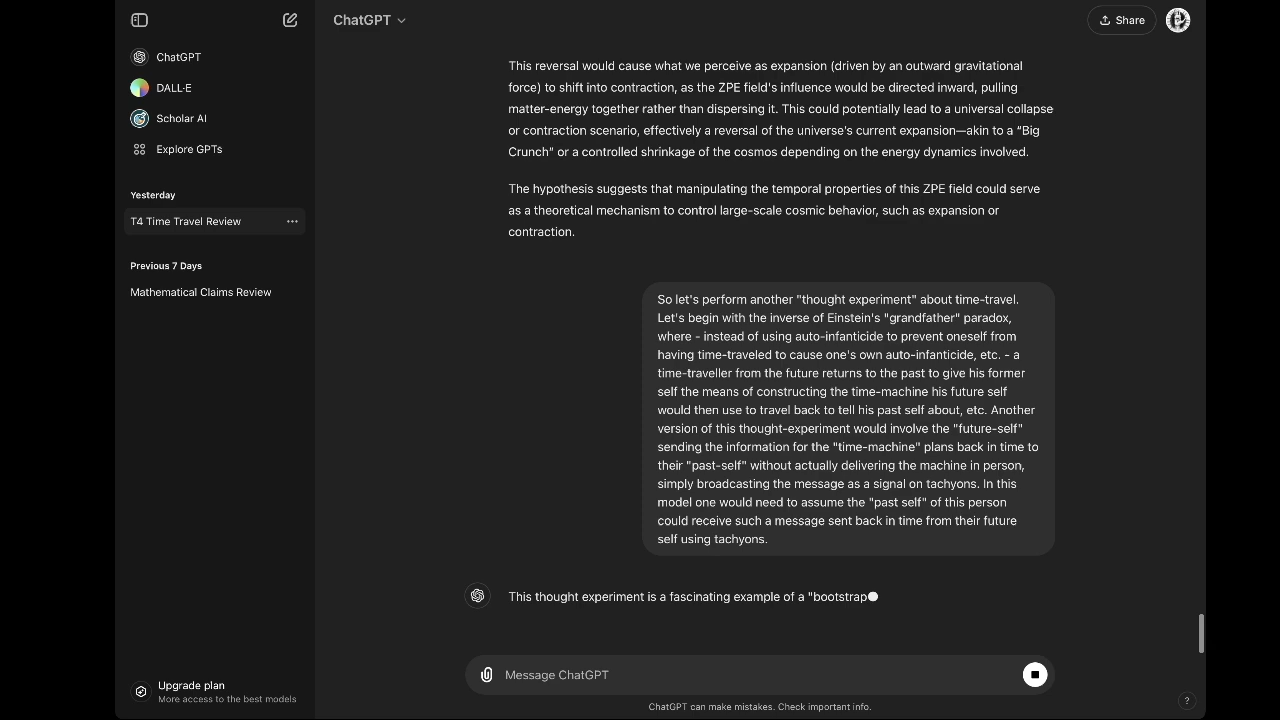 ChatGPT
Share
ChatGPT
DALL·E
Scholar AI
Explore GPTs
Yesterday
T4 Time Travel Review
Previous 7 Days
Mathematical Claims Review
This reversal would cause what we perceive as expansion (driven by an outward gravitational
force) to shift into contraction, as the ZPE field's influence would be directed inward, pulling
matter-energy together rather than dispersing it. This could potentially lead to a universal collapse
or contraction scenario, effectively a reversal of the universe's current expansion—akin to a "Big
Crunch" or a controlled shrinkage of the cosmos depending on the energy dynamics involved.
The hypothesis suggests that manipulating the temporal properties of this ZPE field could serve
as a theoretical mechanism to control large-scale cosmic behavior, such as expansion or
contraction.
So let's perform another "thought experiment" about time-travel.
Let's begin with the inverse of Einstein's "grandfather" paradox,
where - instead of using auto-infanticide to prevent oneself from
having time-traveled to cause one's own auto-infanticide, etc. - a
time-traveller from the future returns to the past to give his former
self the means of constructing the time-machine his future self
would then use to travel back to tell his past self about, etc. Another
version of this thought-experiment would involve the "future-self"
sending the information for the "time-machine" plans back in time to
their "past-self" without actually delivering the machine in person,
simply broadcasting the message as a signal on tachyons. In this
model one would need to assume the "past self" of this person
could receive such a message sent back in time from their future
self using tachyons.
This thought experiment is a fascinating example of a "bootstrap
Message ChatGPT
Upgrade plan
More access to the best models
ChatGPT can make mistakes. Check important info.
?